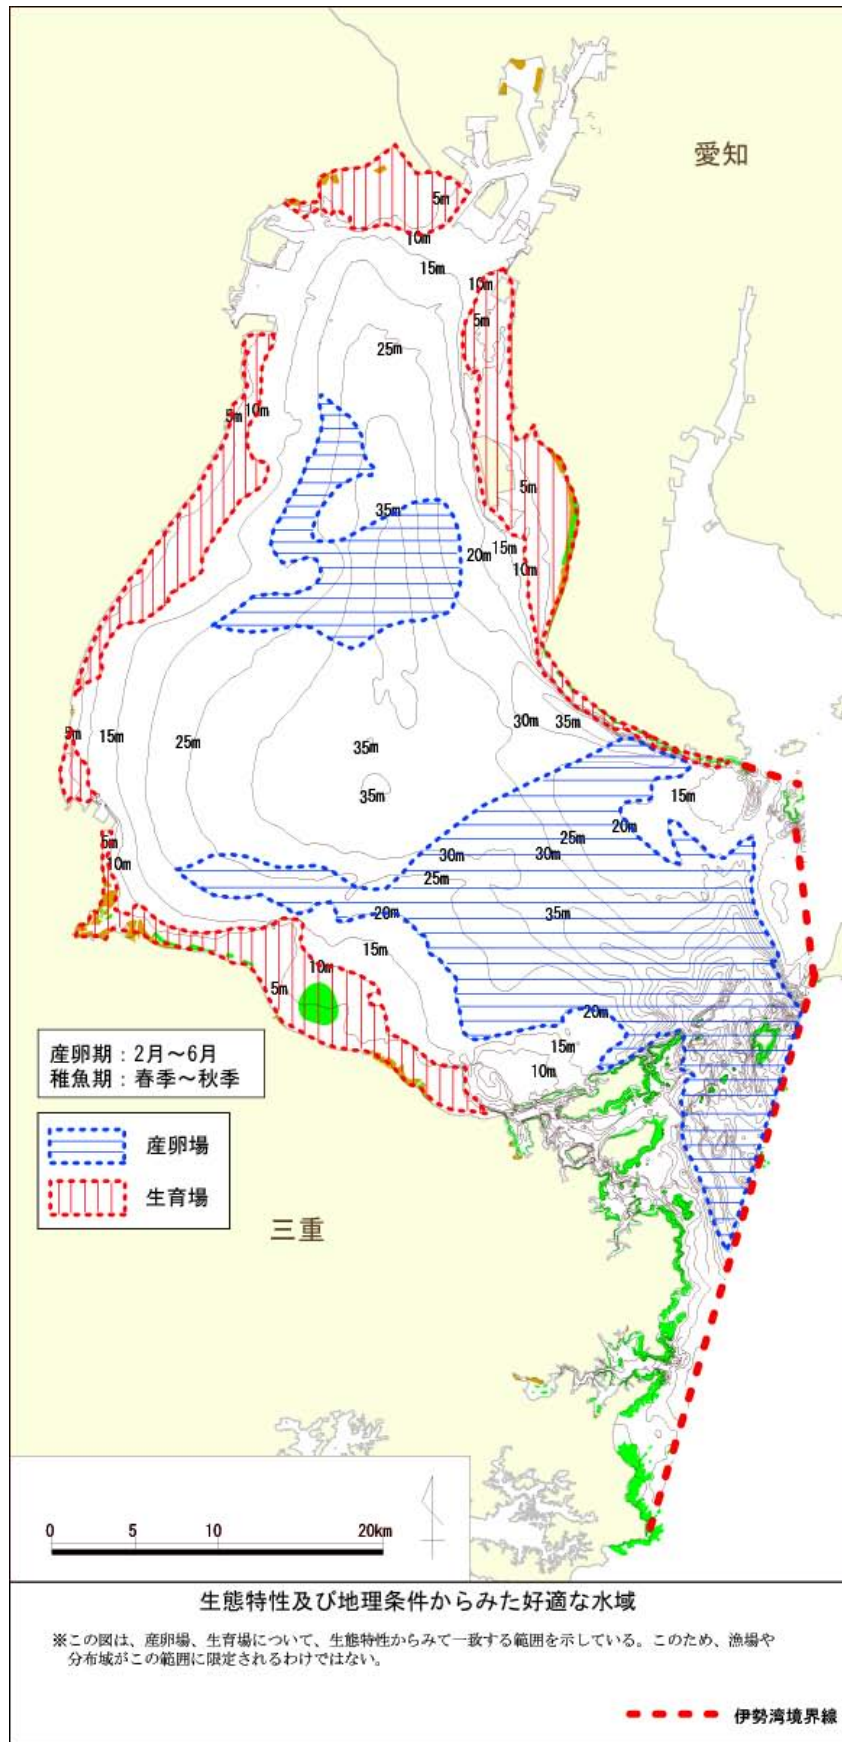 愛知
5m
10m
15m
10m
5m
25m
5m
10m
5m
35m
20m
15m
10m
30m
35m
5m
15m
25m
35m
35m
15m
20m
25m
5m
10m
30m
30m
25m
20m
35m
15m
10m
5m
20m
15m
10m
産卵期：2月～6月
稚魚期：春季～秋季
産卵場
生育場
三重
0 5 10 20km
生態特性及び地理条件からみた好適な水域
※この図は、産卵場、生育場について、生態特性からみて一致する範囲を示している。このため、漁場や
分布域がこの範囲に限定されるわけではない。
伊勢湾境界線